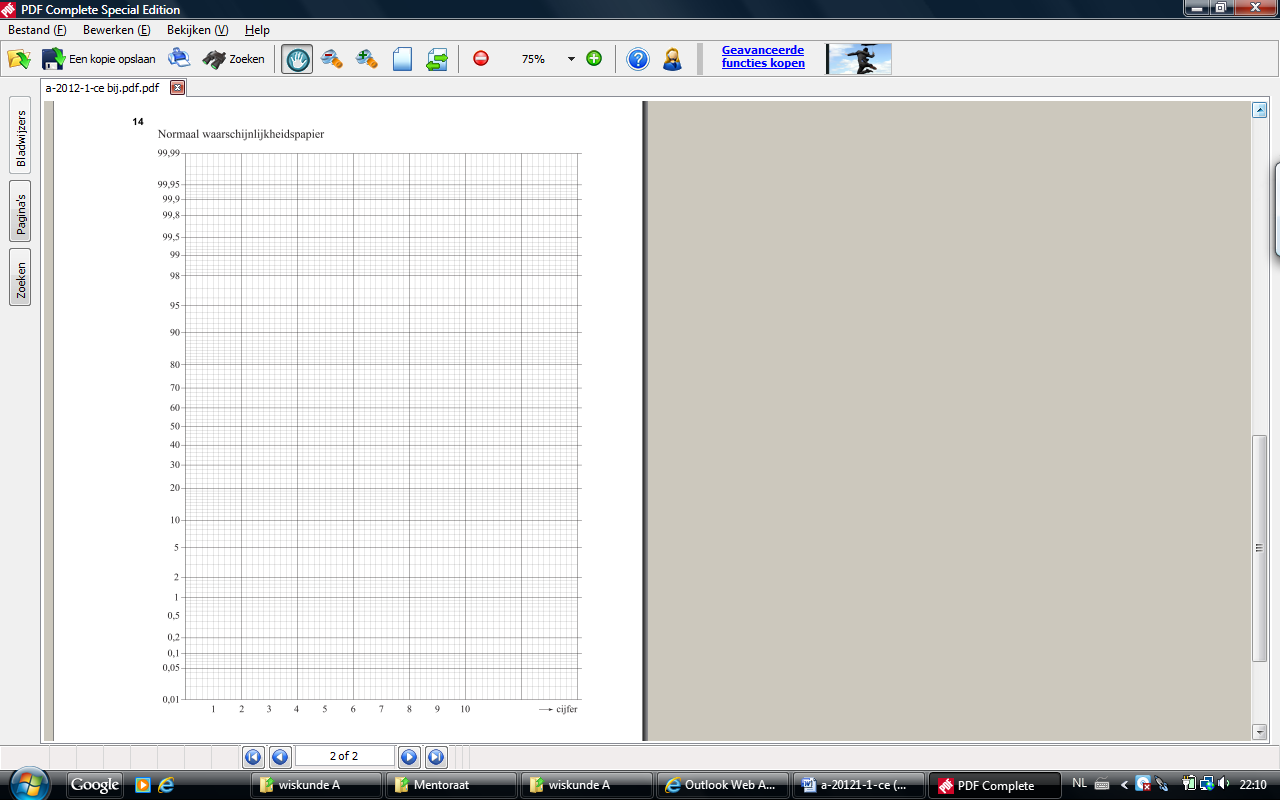 PDF Complete Special Edition
Bestand (F) Bewerken (E) Bekijken (V) Help
Een kopie opslaan Zoeken 75% Geavanceerde
functies kopen
a-2012-1-ce bij.pdf.pdf
Bladwijzers
Pagina's
Zoeken
14
Normaal waarschijnlijkheidspapier
99,99
99,95
99,9
99,8
99,5
99
98
95
90
80
70
60
50
40
30
20
10
5
2
1
0,5
0,2
0,1
0,05
0,01
1 2 3 4 5 6 7 8 9 10 → cijfer
2 of 2
Google wiskunde A Mentoraat wiskunde A Outlook Web A... a-20121-1-ce (... PDF Complete NL 22:10